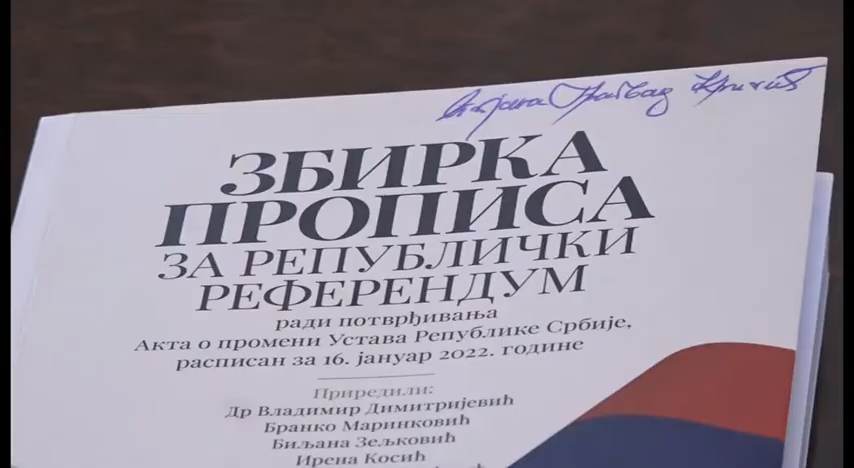 ЗБИРКА
ПРОПИСА
ЗА РЕПУБЛИЧКИ
РЕФЕРЕНДУМ
ради потврђивања
Акта о промени Устава Републике Србије,
расписан за 16. јануар 2022. године
Приредили:
Др Владимир Димитријевић
Бранко Маринковић
Биљана Зељковић
Ирена Косић